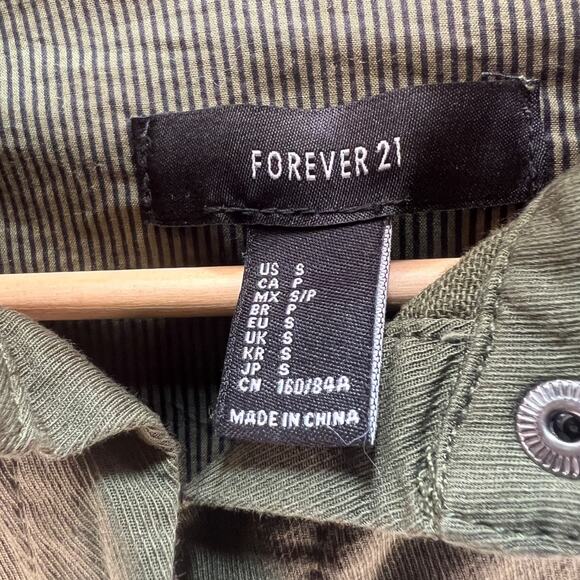 FOREVER 21
US S
CA P
MX S/P
BR P
EU S
UK S
KR S
JP S
CN 160/84A
MADE IN CHINA